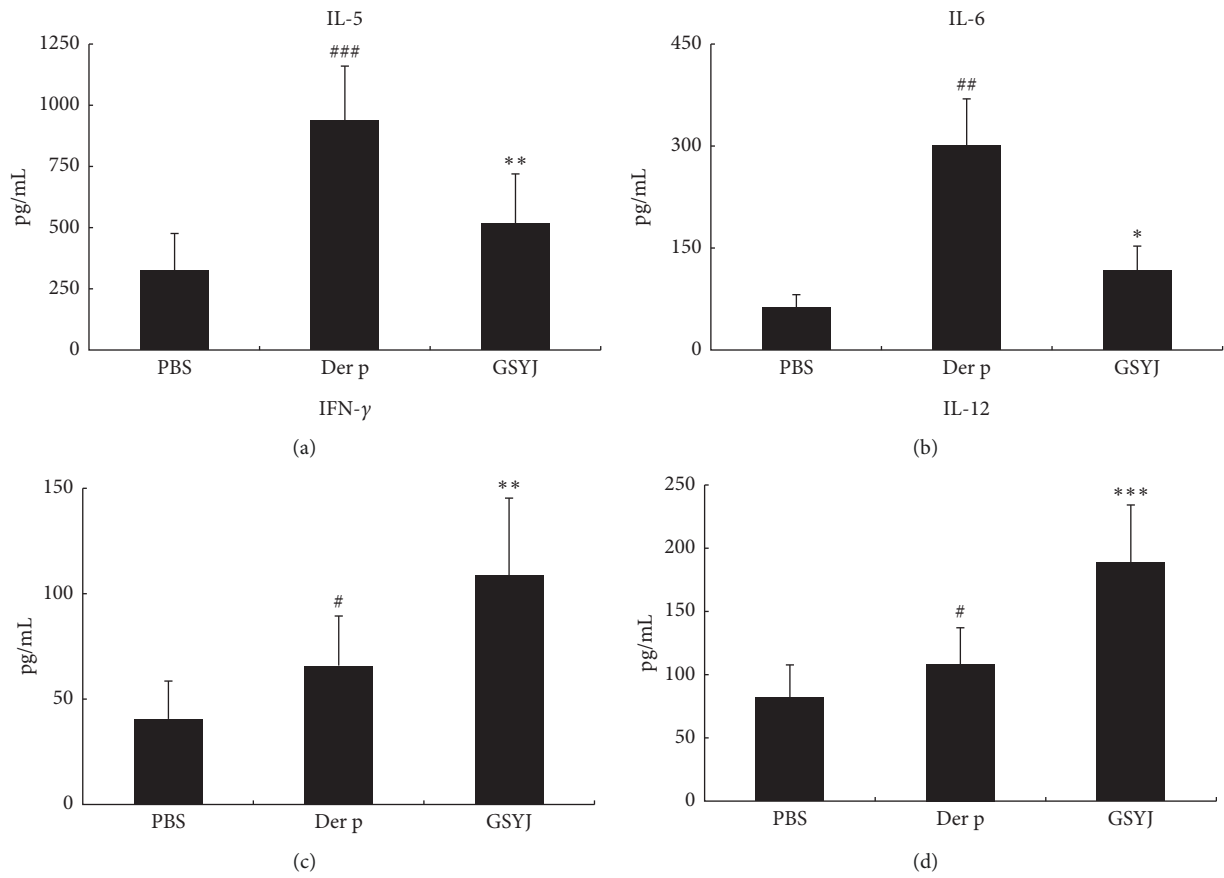 IL-5
1250
1000
750
500
250
0
pg/mL
###
**
PBS Der p GSYJ
(a)
IL-6
450
300
150
0
pg/mL
##
*
PBS Der p GSYJ
(b)
IFN-γ
150
100
50
0
pg/mL
#
**
PBS Der p GSYJ
(c)
IL-12
250
200
150
100
50
0
pg/mL
#
***
PBS Der p GSYJ
(d)